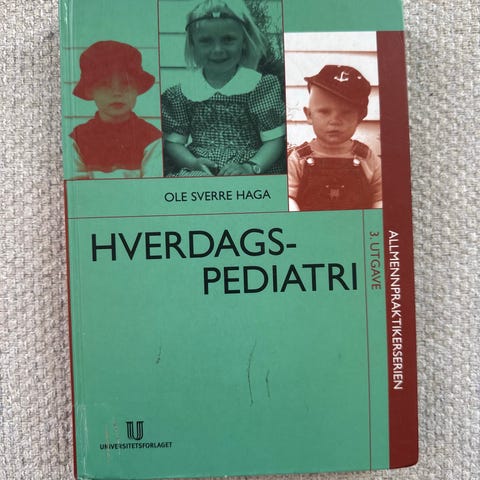 OLE SVERRE HAGA
HVERDAGS-
PEDIATRI
3. UTGAVE
ALLMENNPRAKTIKERSERIEN
UNIVERSITETSFORLAGET